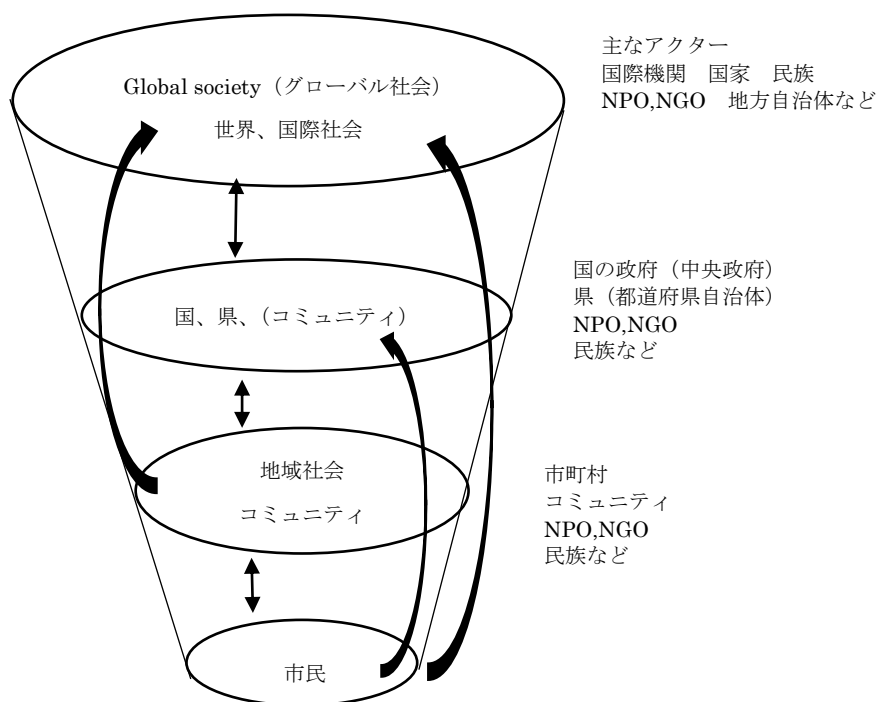 Global society（グローバル社会）
世界、国際社会
主なアクター
国際機関　国家　民族
NPO,NGO　地方自治体など
国、県、（コミュニティ）
国の政府（中央政府）
県（都道府県自治体）
NPO,NGO
民族など
地域社会
コミュニティ
市町村
コミュニティ
NPO,NGO
民族など
市民